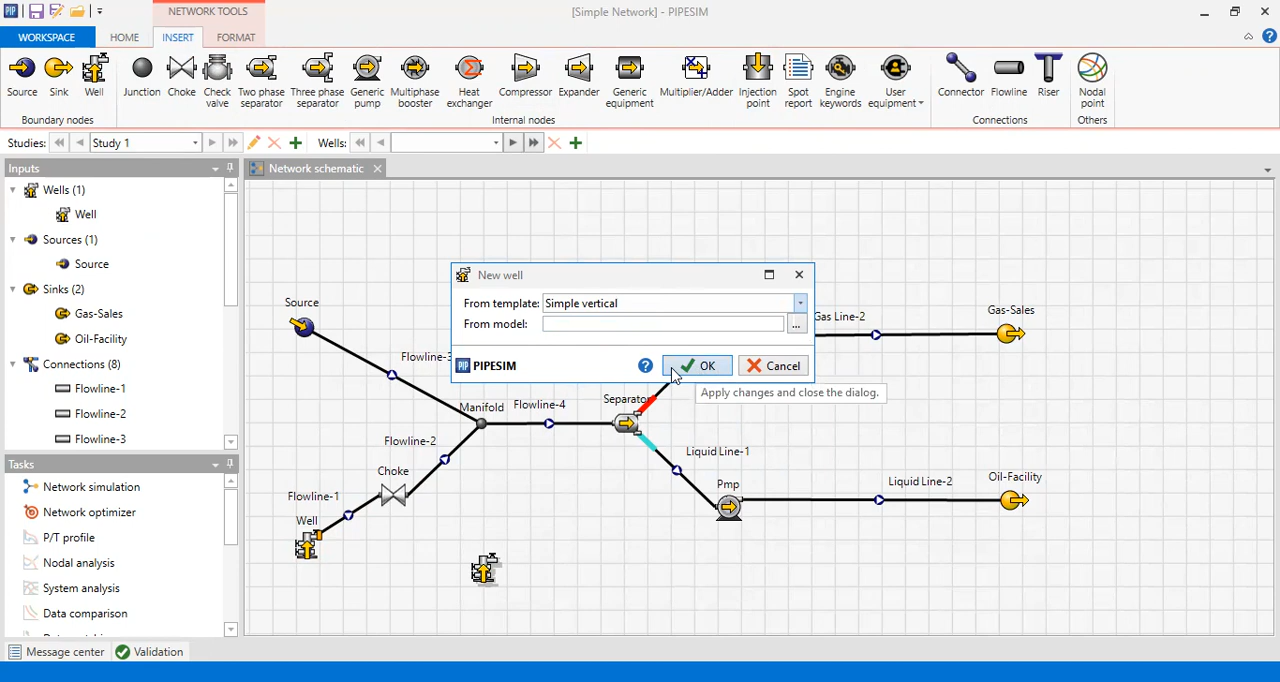 PIP
NETWORK TOOLS
[Simple Network] - PIPESIM
WORKSPACE
HOME
INSERT
FORMAT
Source
Sink
Well
Junction
Choke
Check valve
Two phase separator
Three phase separator
Generic pump
Multiphase booster
Heat exchanger
Compressor
Expander
Generic equipment
Multiplier/Adder
Injection point
Spot report
Engine keywords
User equipment
Connector
Flowline
Riser
Nodal point
Boundary nodes
Internal nodes
Connections
Others
Studies:
Study 1
Wells:
Inputs
Wells (1)
Well
Sources (1)
Source
Sinks (2)
Gas-Sales
Oil-Facility
Connections (8)
Flowline-1
Flowline-2
Flowline-3
Tasks
Network simulation
Network optimizer
P/T profile
Nodal analysis
System analysis
Data comparison
Network schematic
New well
From template:
Simple vertical
From model:
...
PIP PIPESIM
OK
Cancel
Apply changes and close the dialog.
Source
Gas Line-2
Gas-Sales
Flowline-3
Manifold
Flowline-4
Separator
Flowline-2
Liquid Line-1
Choke
Pmp
Liquid Line-2
Oil-Facility
Flowline-1
Well
Message center
Validation